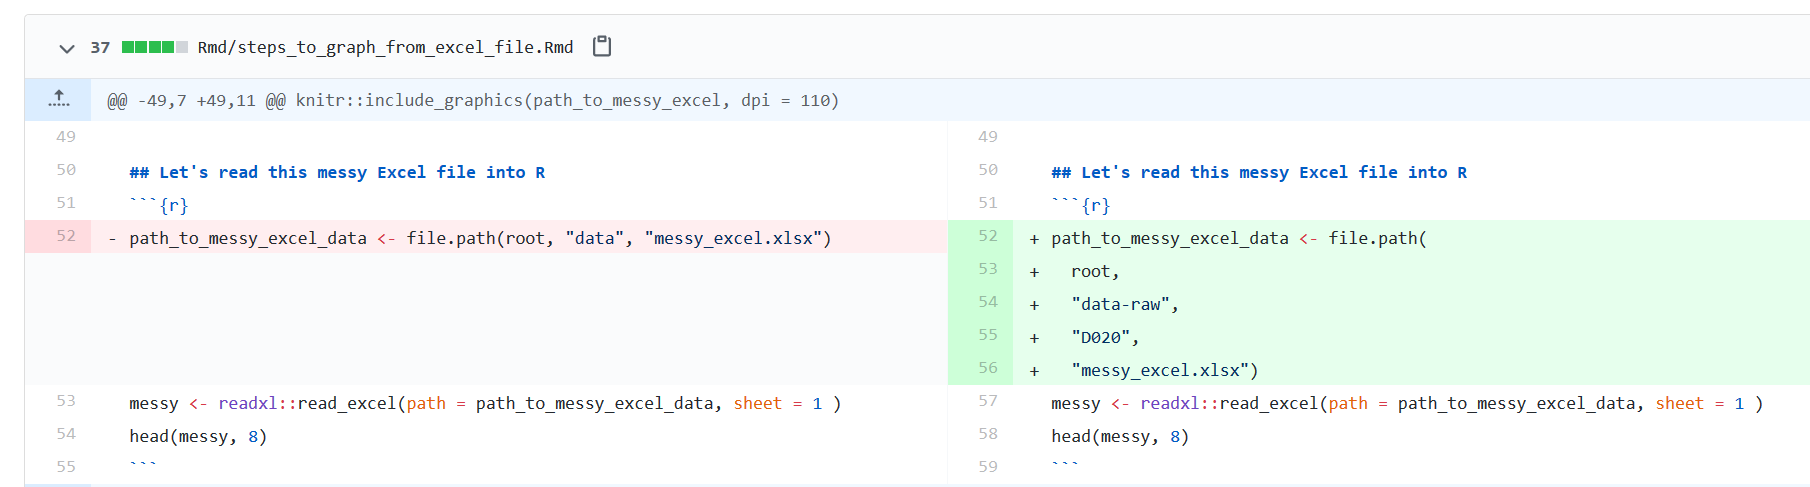 37 Rmd/steps_to_graph_from_excel_file.Rmd
@@ -49,7 +49,11 @@ knitr::include_graphics(path_to_messy_excel, dpi = 110)
49
50 ## Let's read this messy Excel file into R
51 ```{r}
52 - path_to_messy_excel_data <- file.path(root, "data", "messy_excel.xlsx")
53 messy <- readxl::read_excel(path = path_to_messy_excel_data, sheet = 1 )
54 head(messy, 8)
55 ```
49
50 ## Let's read this messy Excel file into R
51 ```{r}
52 + path_to_messy_excel_data <- file.path(
53 +   root,
54 +   "data-raw",
55 +   "D020",
56 +   "messy_excel.xlsx")
57 messy <- readxl::read_excel(path = path_to_messy_excel_data, sheet = 1 )
58 head(messy, 8)
59 ```